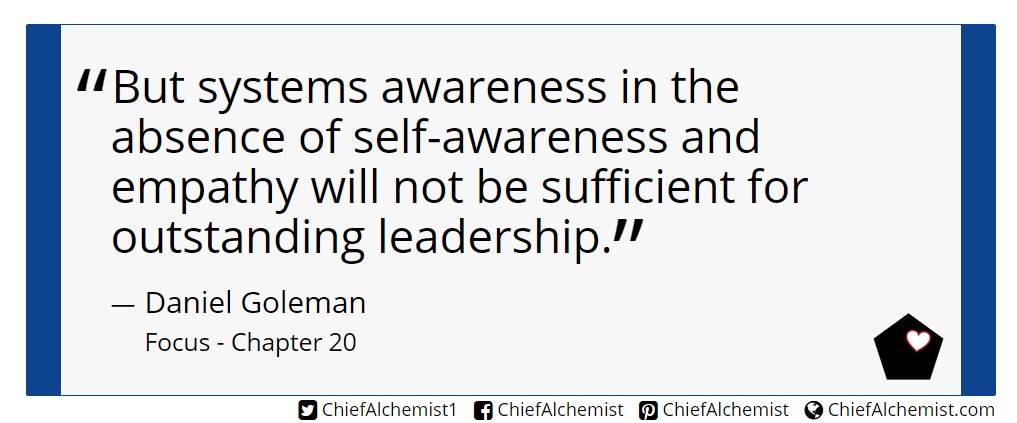 “But systems awareness in the
absence of self-awareness and
empathy will not be sufficient for
outstanding leadership.”
— Daniel Goleman
Focus - Chapter 20
ChiefAlchemist1 ChiefAlchemist ChiefAlchemist ChiefAlchemist.com